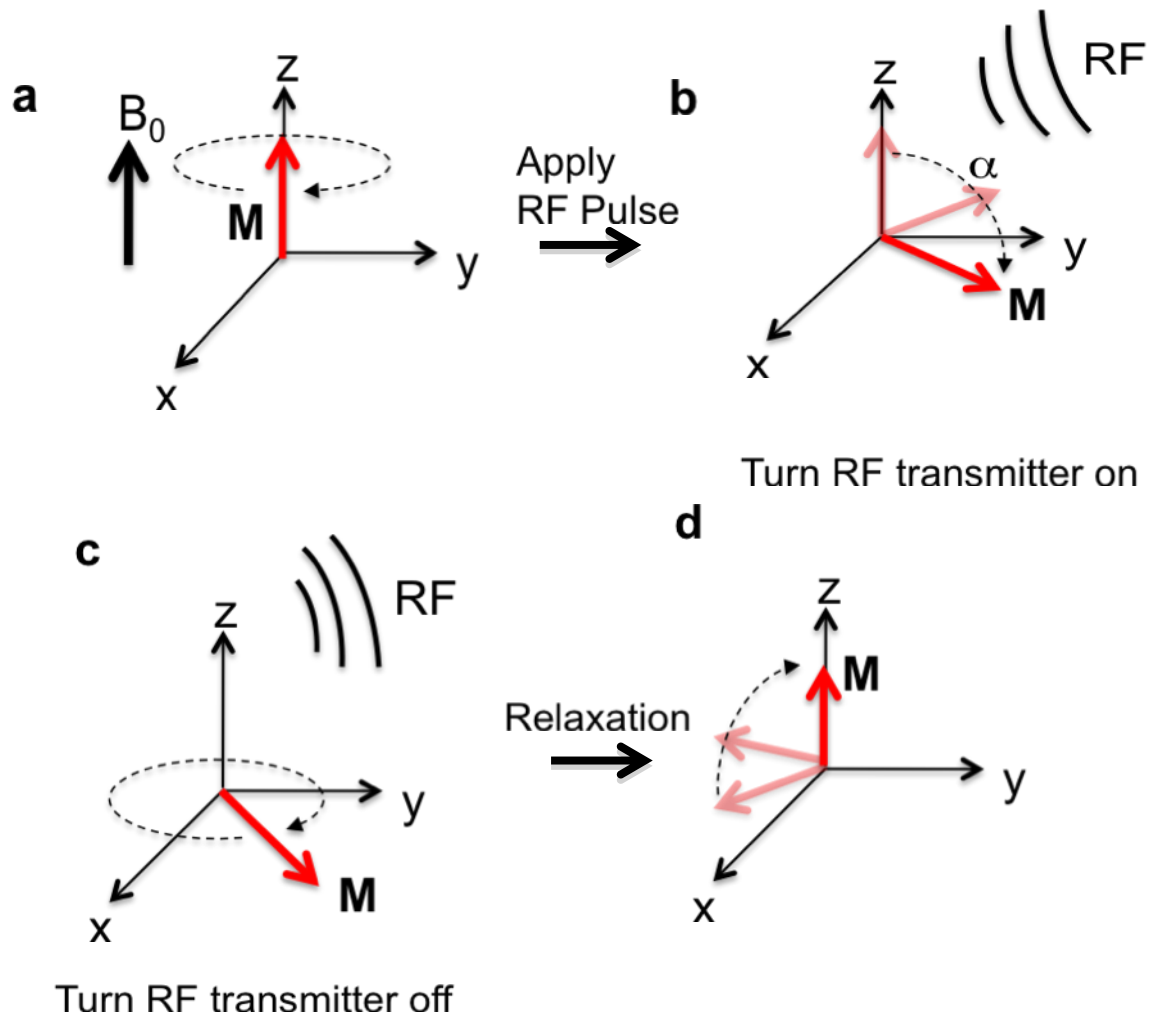 a
B₀
z
M
y
x
Apply
RF Pulse
b
z
RF
α
y
M
x
Turn RF transmitter on
c
z
RF
y
M
x
Turn RF transmitter off
Relaxation
d
z
M
y
x